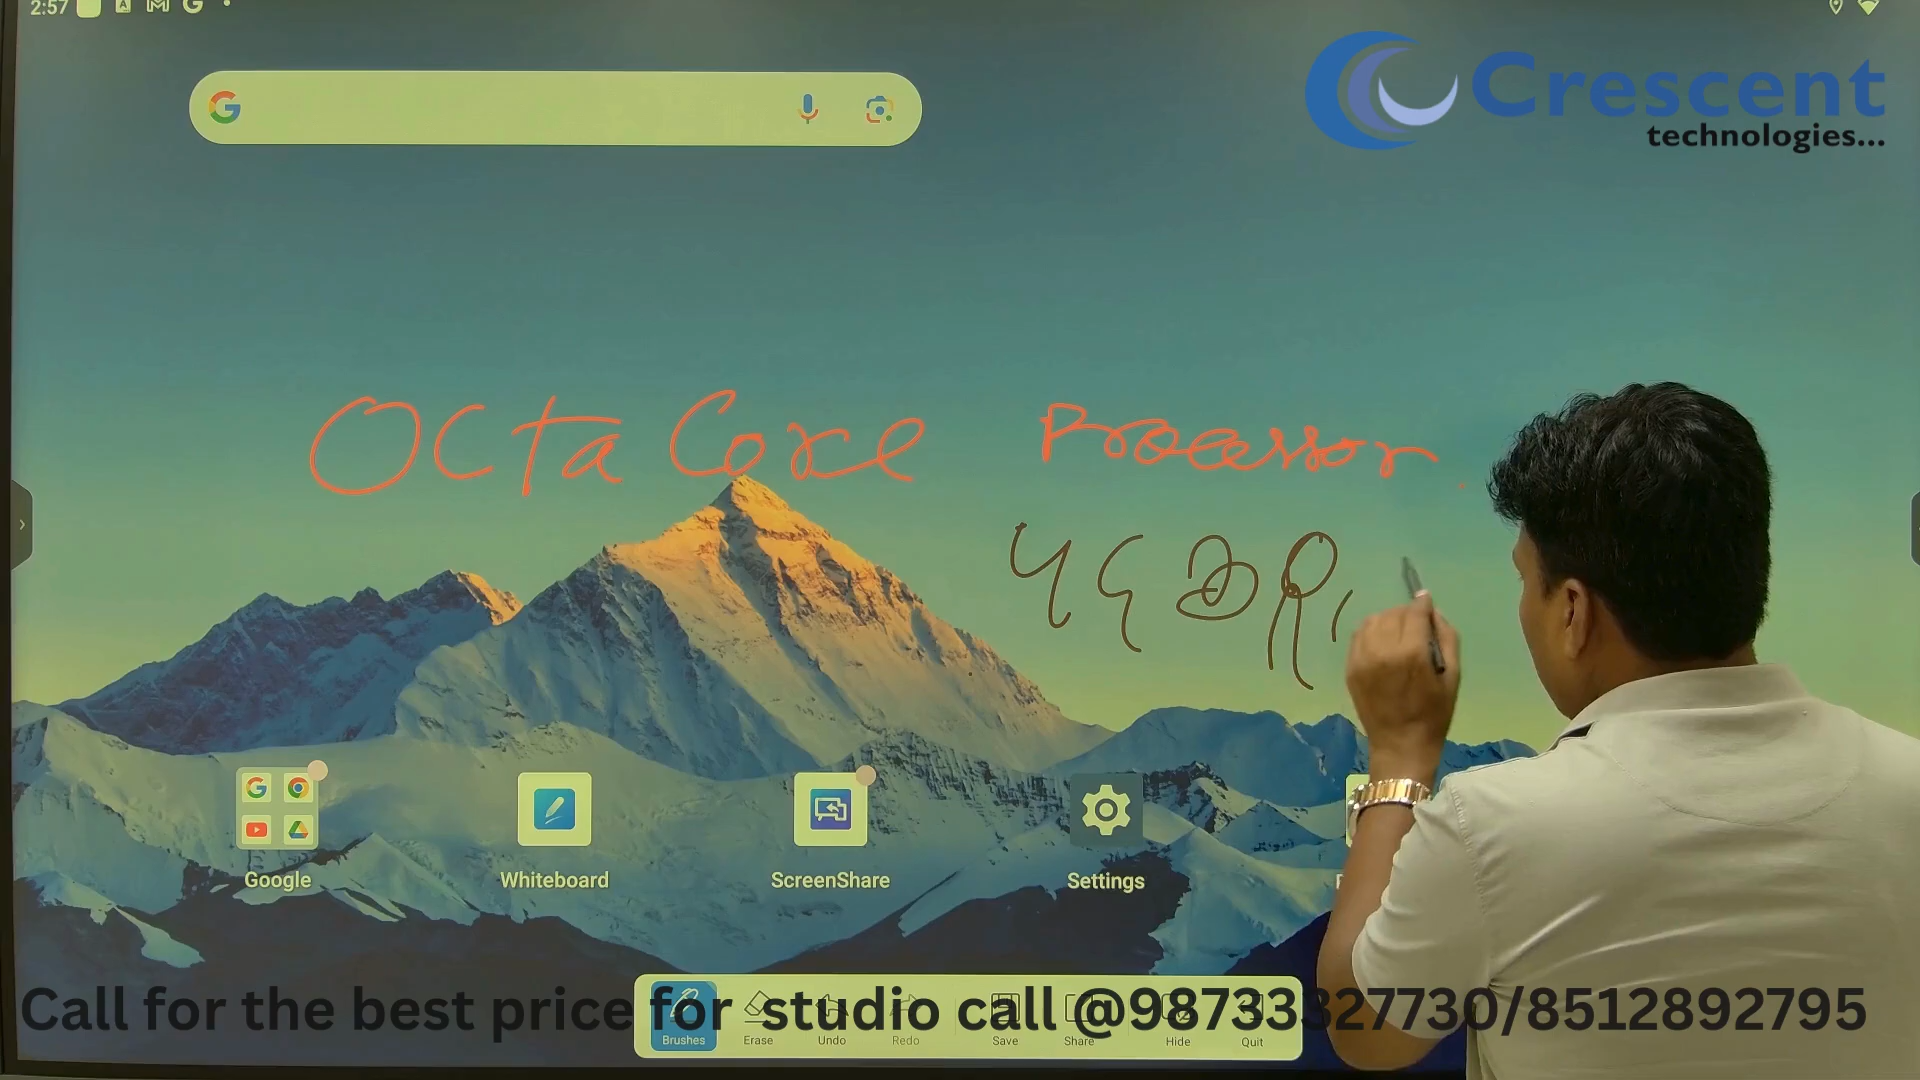 2:57
Crescent
technologies...
Octa Core Processor.
Google
Whiteboard
ScreenShare
Settings
Call for the best price for studio call @98733327730/8512892795
Brushes
Erase
Undo
Redo
Save
Share
Hide
Quit